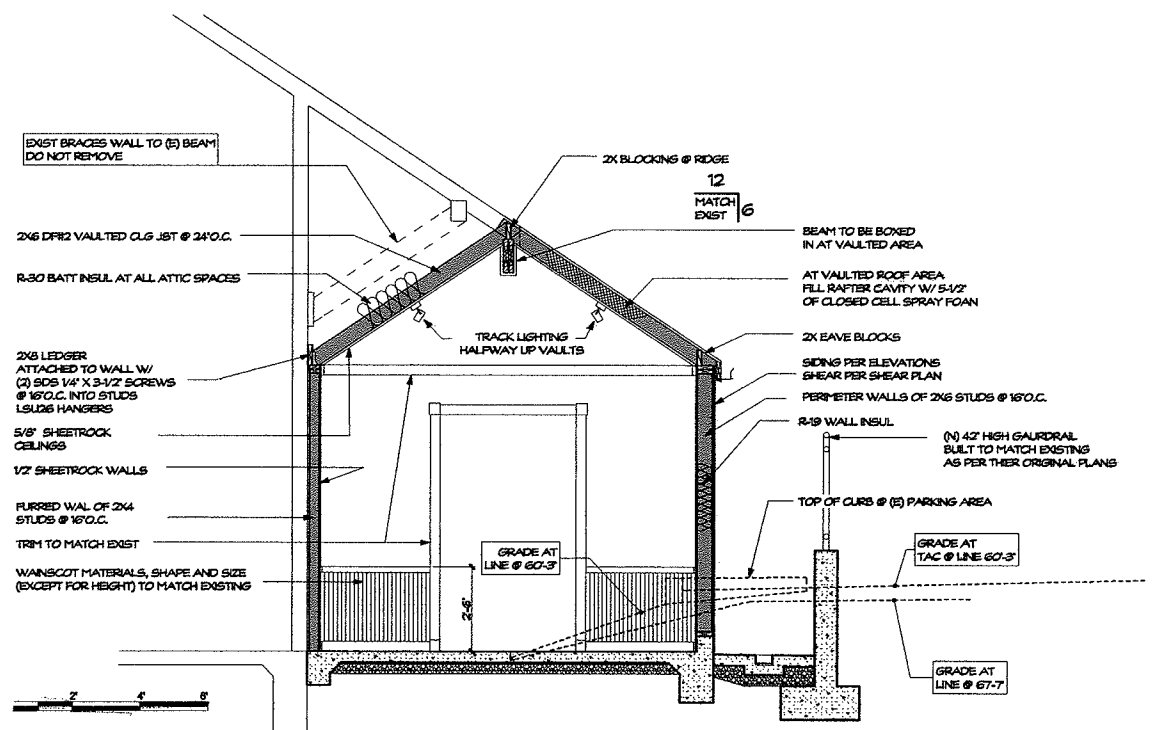 EXIST BRACES WALL TO (E) BEAM
DO NOT REMOVE
2X6 DF#2 VAULTED CLG JST @ 24"O.C.
R-30 BATT INSUL AT ALL ATTIC SPACES
2X8 LEDGER
ATTACHED TO WALL W/
(2) SDS 1/4" X 3-1/2" SCREWS
@ 16"O.C. INTO STUDS
LSU26 HANGERS
5/8" SHEETROCK
CEILINGS
1/2" SHEETROCK WALLS
FURRED WAL OF 2X4
STUDS @ 16"O.C.
TRIM TO MATCH EXIST
WAINSCOT MATERIALS, SHAPE AND SIZE
(EXCEPT FOR HEIGHT) TO MATCH EXISTING
2' 4' 8'
TRACK LIGHTING
HALFWAY UP VAULTS
GRADE AT
LINE @ 60'-3"
2'-6"
2X BLOCKING @ RIDGE
12
MATCH
EXIST
6
BEAM TO BE BOXED
IN AT VAULTED AREA
AT VAULTED ROOF AREA
FILL RAFTER CAVITY W/ 5-1/2"
OF CLOSED CELL SPRAY FOAN
2X EAVE BLOCKS
SIDING PER ELEVATIONS
SHEAR PER SHEAR PLAN
PERIMETER WALLS OF 2X6 STUDS @ 16"O.C.
R-19 WALL INSUL
(N) 42" HIGH GAURDRAIL
BUILT TO MATCH EXISTING
AS PER THIER ORIGINAL PLANS
TOP OF CURB @ (E) PARKING AREA
GRADE AT
TAC @ LINE 60'-3"
GRADE AT
LINE @ 67'-7"